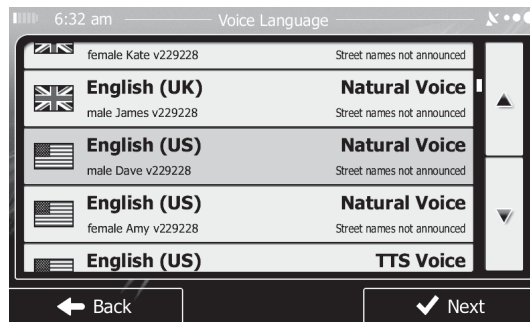 6:32 am
Voice Language
female Kate v229228 Street names not announced
English (UK) Natural Voice
male James v229228 Street names not announced
English (US) Natural Voice
male Dave v229228 Street names not announced
English (US) Natural Voice
female Amy v229228 Street names not announced
English (US) TTS Voice
Back Next